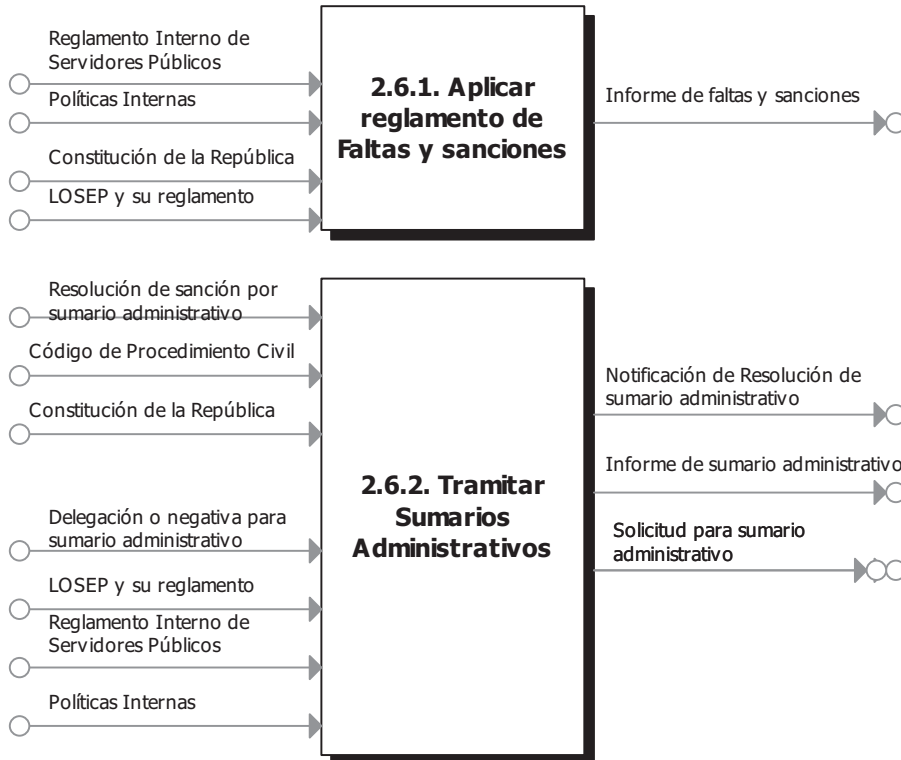 Reglamento Interno de
Servidores Públicos
Políticas Internas
Constitución de la República
LOSEP y su reglamento
2.6.1. Aplicar
reglamento de
Faltas y sanciones
Informe de faltas y sanciones
Resolución de sanción por
sumario administrativo
Código de Procedimiento Civil
Constitución de la República
Delegación o negativa para
sumario administrativo
LOSEP y su reglamento
Reglamento Interno de
Servidores Públicos
Políticas Internas
2.6.2. Tramitar
Sumarios
Administrativos
Notificación de Resolución de
sumario administrativo
Informe de sumario administrativo
Solicitud para sumario
administrativo